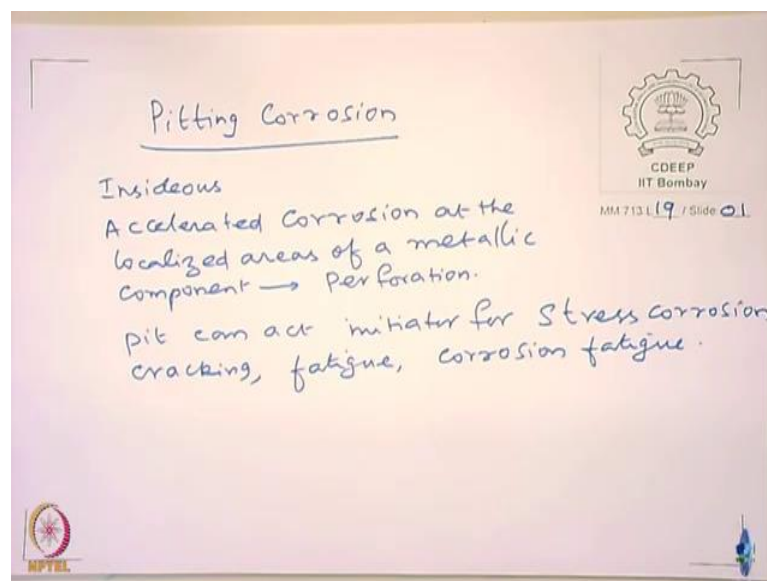 Pitting Corrosion
CDEEP
IIT Bombay
MM 713 L 19 / Slide 01
Insideous
Accelerated corrosion at the
localized areas of a metallic
component → Perforation.
pit can act initiator for stress corrosion
cracking, fatigue, corrosion fatigue.
NPTEL